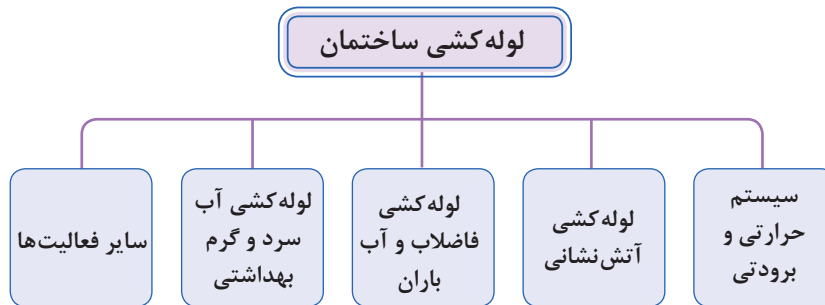 لوله‌کشی ساختمان
سیستم
حرارتی و
برودتی
لوله‌کشی
آتش‌نشانی
لوله‌کشی
فاضلاب و آب
باران
لوله‌کشی آب
سرد و گرم
بهداشتی
سایر فعالیت‌ها